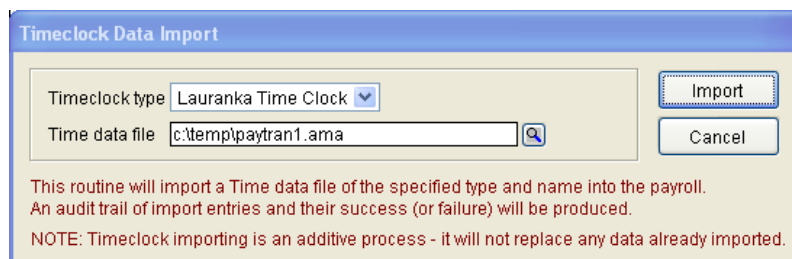 Timeclock Data Import
Timeclock type Lauranka Time Clock
Import
Time data file c:\temp\paytran1.ama
Cancel
This routine will import a Time data file of the specified type and name into the payroll.
An audit trail of import entries and their success (or failure) will be produced.
NOTE: Timeclock importing is an additive process - it will not replace any data already imported.